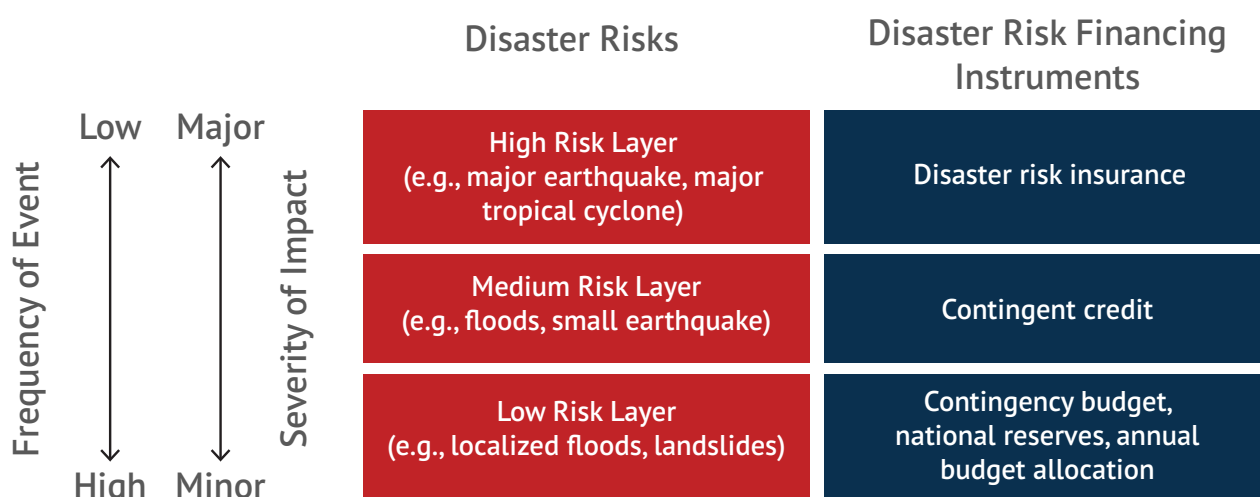 Disaster Risks
Disaster Risk Financing
Instruments
Low
Major
Frequency of Event
Severity of Impact
High
Minor
High Risk Layer
(e.g., major earthquake, major
tropical cyclone)
Disaster risk insurance
Medium Risk Layer
(e.g., floods, small earthquake)
Contingent credit
Low Risk Layer
(e.g., localized floods, landslides)
Contingency budget,
national reserves, annual
budget allocation